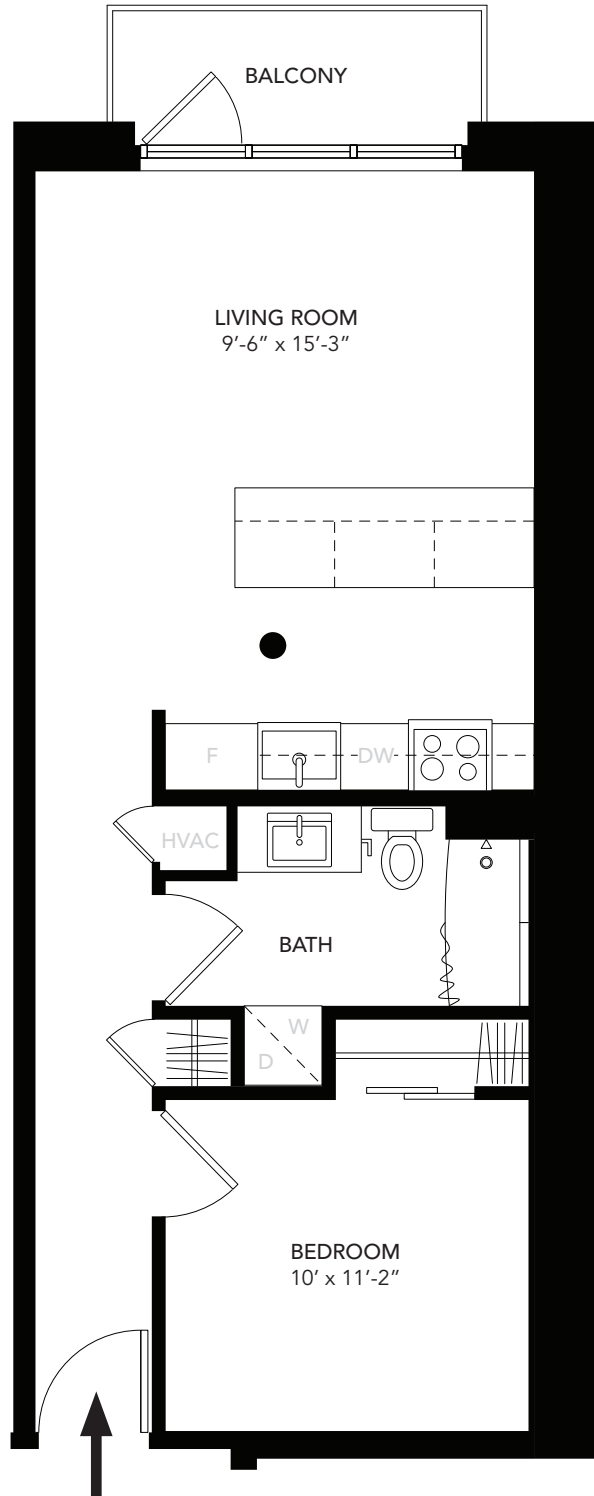 BALCONY
LIVING ROOM
9’-6” x 15’-3”
F
DW
HVAC
BATH
W
D
BEDROOM
10’ x 11’-2”